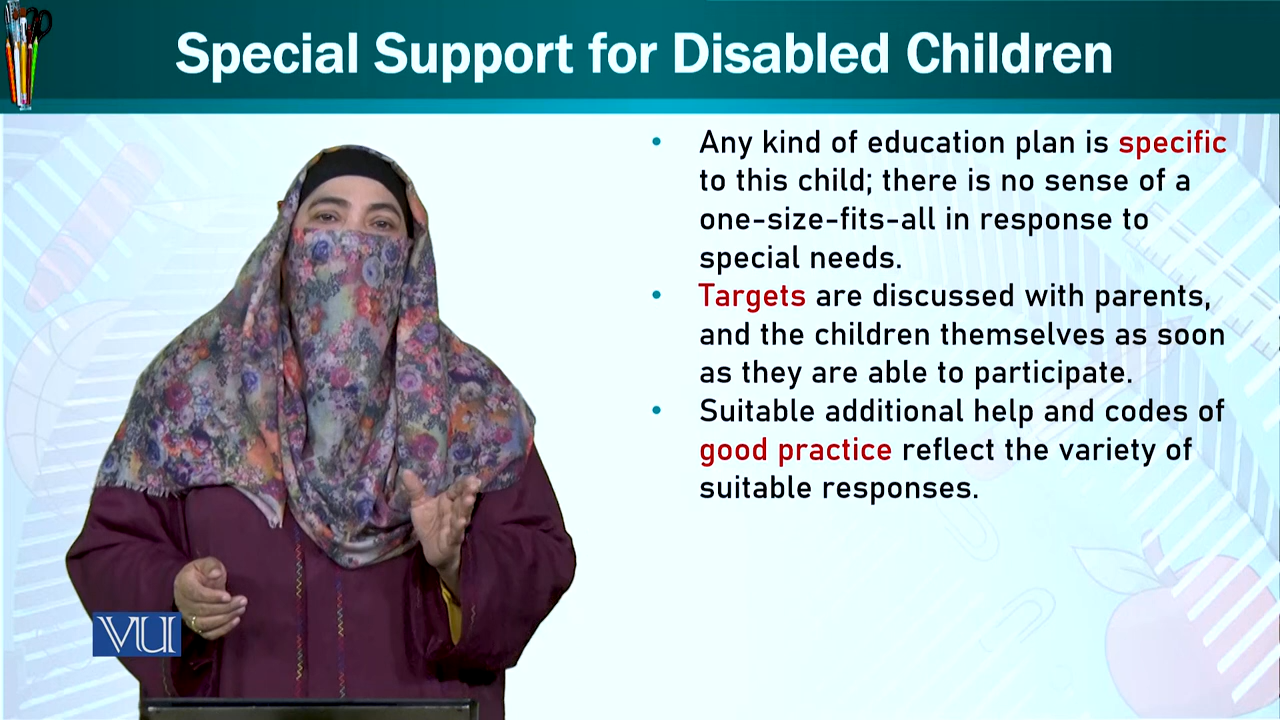 Special Support for Disabled Children
• Any kind of education plan is specific
to this child; there is no sense of a
one-size-fits-all in response to
special needs.
• Targets are discussed with parents,
and the children themselves as soon
as they are able to participate.
• Suitable additional help and codes of
good practice reflect the variety of
suitable responses.
VU